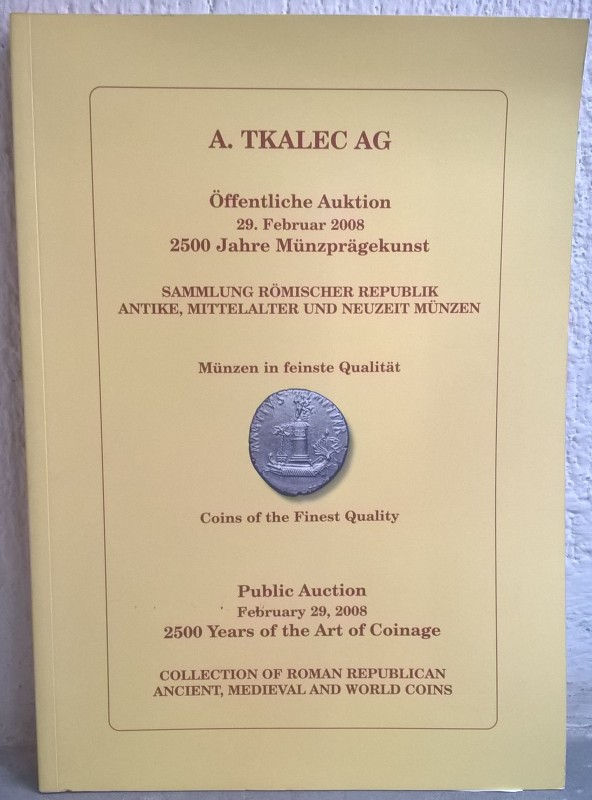 A. TKALEC AG
Öffentliche Auktion
29. Februar 2008
2500 Jahre Münzprägekunst
SAMMLUNG RÖMISCHER REPUBLIK
ANTIKE, MITTELALTER UND NEUZEIT MÜNZEN
Münzen in feinste Qualität
Coins of the Finest Quality
Public Auction
February 29, 2008
2500 Years of the Art of Coinage
COLLECTION OF ROMAN REPUBLICAN
ANCIENT, MEDIEVAL AND WORLD COINS